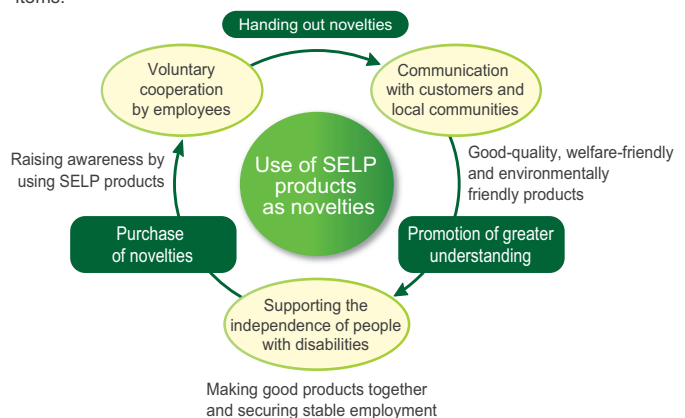 items.
Handing out novelties
Voluntary
cooperation
by employees
Communication
with customers and
local communities
Raising awareness by
using SELP products
Use of SELP
products
as novelties
Good-quality, welfare-friendly
and environmentally
friendly products
Purchase
of novelties
Promotion of greater
understanding
Supporting the
independence of people
with disabilities
Making good products together
and securing stable employment